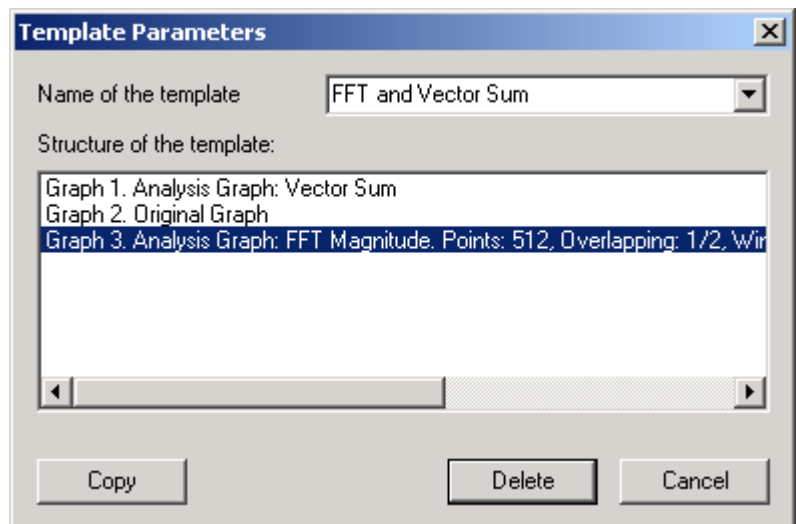 Template Parameters
Name of the template
FFT and Vector Sum
Structure of the template:
Graph 1. Analysis Graph: Vector Sum
Graph 2. Original Graph
Graph 3. Analysis Graph: FFT Magnitude. Points: 512, Overlapping: 1/2, Wir
Copy
Delete
Cancel